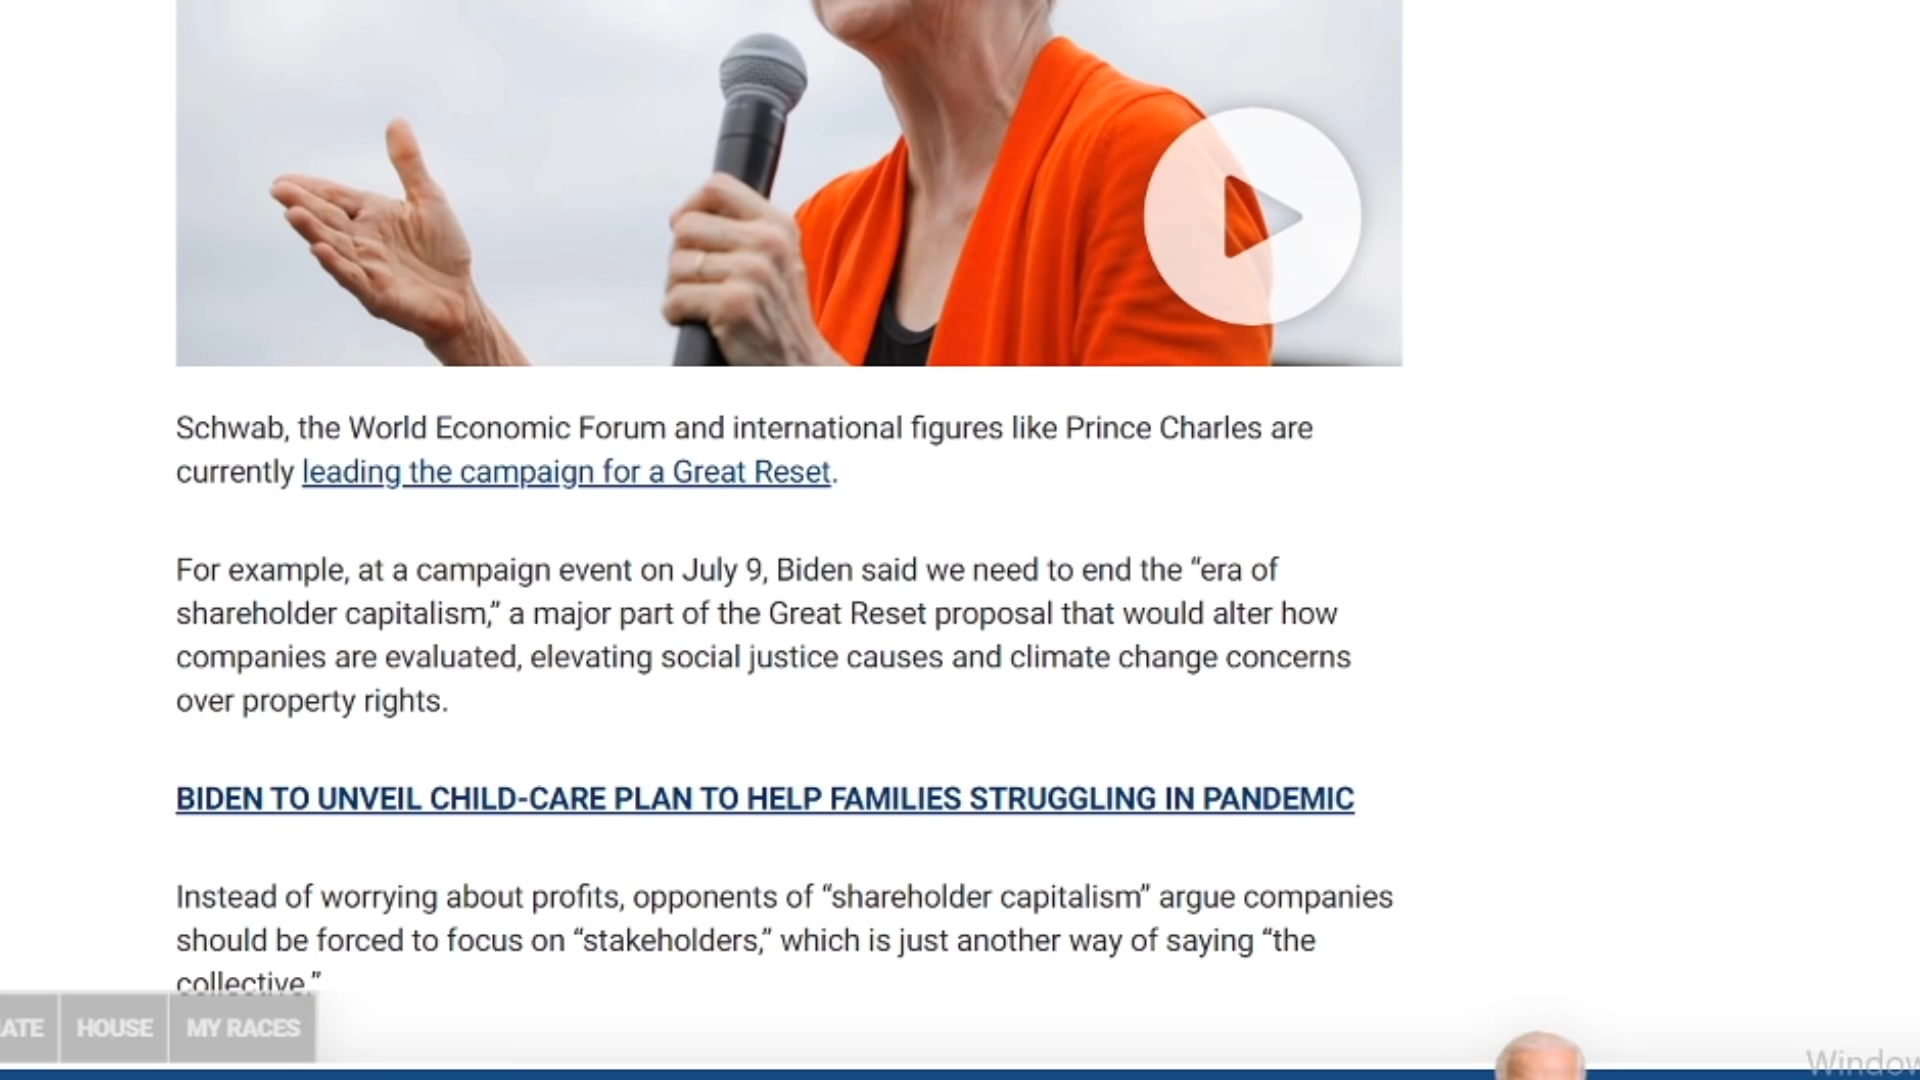 Schwab, the World Economic Forum and international figures like Prince Charles are
currently leading the campaign for a Great Reset.
For example, at a campaign event on July 9, Biden said we need to end the “era of
shareholder capitalism,” a major part of the Great Reset proposal that would alter how
companies are evaluated, elevating social justice causes and climate change concerns
over property rights.
BIDEN TO UNVEIL CHILD-CARE PLAN TO HELP FAMILIES STRUGGLING IN PANDEMIC
Instead of worrying about profits, opponents of “shareholder capitalism” argue companies
should be forced to focus on “stakeholders,” which is just another way of saying “the
collective.”
ATE HOUSE MY RACES
Window